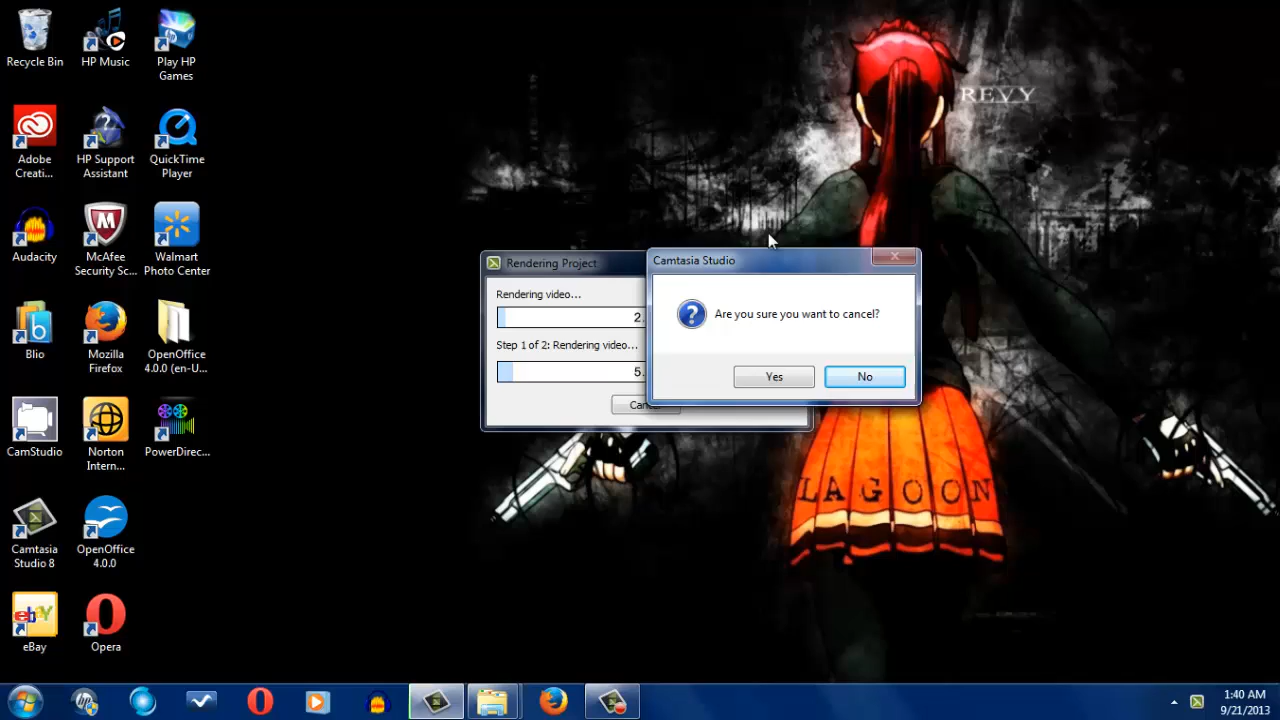 Recycle Bin
HP Music
Play HP
Games
Adobe
Creati...
HP Support
Assistant
QuickTime
Player
Audacity
McAfee
Security Sc...
Walmart
Photo Center
Blio
Mozilla
Firefox
OpenOffice
4.0.0 (en-U...
CamStudio
Norton
Intern...
PowerDirec...
Camtasia
Studio 8
OpenOffice
4.0.0
eBay
Opera
REVY
Rendering Project
Rendering video...
2.
Step 1 of 2: Rendering video...
5.
Camtasia Studio
Are you sure you want to cancel?
Yes
No
LAGOON
1:40 AM
9/21/2013